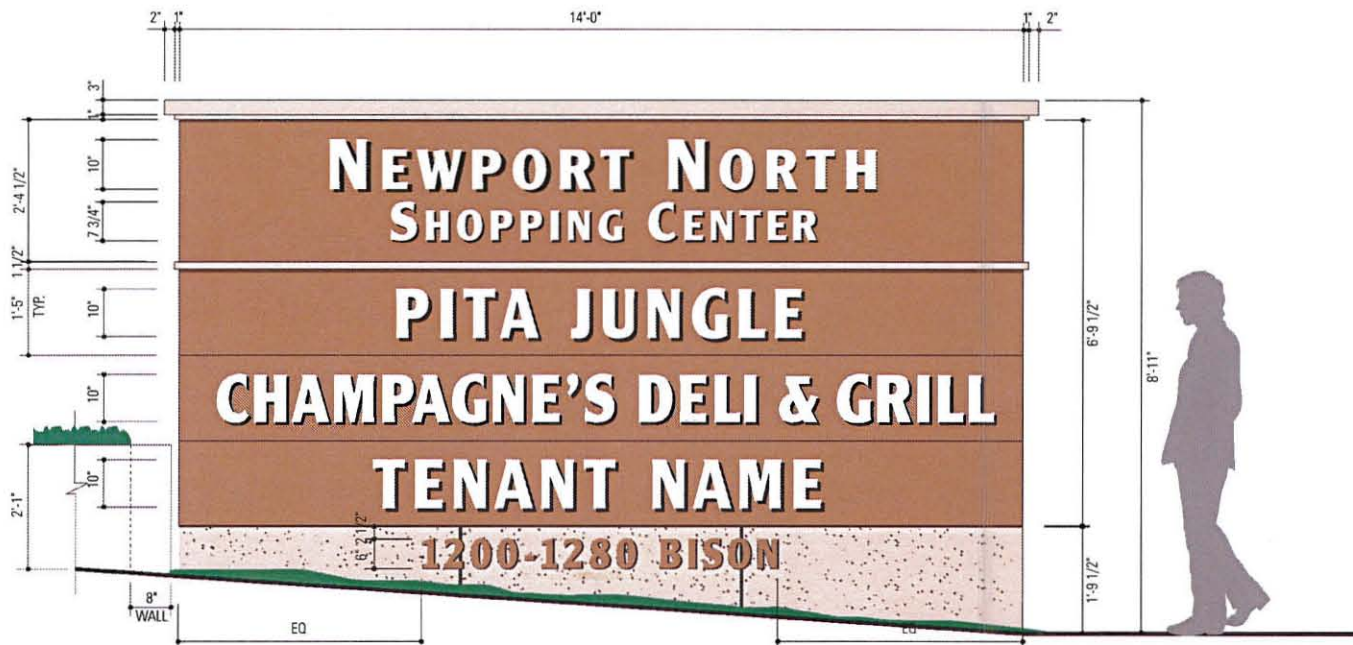 2" 1" 14'-0" 1" 2"
3"
1"
2'-4 1/2"
10"
7 3/4"
NEWPORT NORTH
SHOPPING CENTER
1 1/2"
1'-5"
TYP.
10"
PITA JUNGLE
6'-9 1/2"
8'-11"
10"
CHAMPAGNE'S DELI & GRILL
2'-1"
10"
TENANT NAME
2 1/2"
6"
1200-1280 BISON
1'-9 1/2"
8"
WALL
EQ
EQ